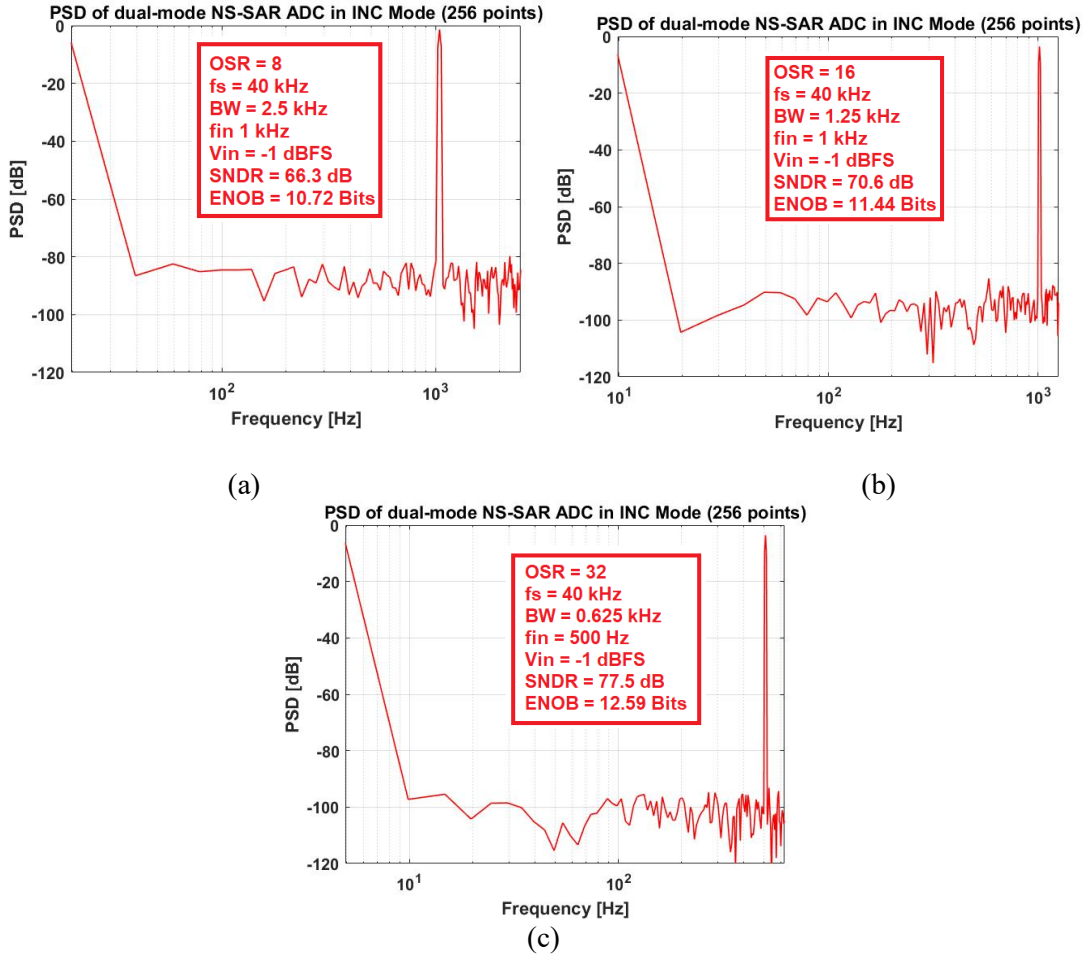 PSD of dual-mode NS-SAR ADC in INC Mode (256 points)
PSD [dB]
0
-20
-40
-60
-80
-100
-120
OSR = 8
fs = 40 kHz
BW = 2.5 kHz
fin 1 kHz
Vin = -1 dBFS
SNDR = 66.3 dB
ENOB = 10.72 Bits
10²
10³
Frequency [Hz]
(a)
PSD of dual-mode NS-SAR ADC in INC Mode (256 points)
PSD [dB]
0
-20
-40
-60
-80
-100
-120
OSR = 16
fs = 40 kHz
BW = 1.25 kHz
fin = 1 kHz
Vin = -1 dBFS
SNDR = 70.6 dB
ENOB = 11.44 Bits
10¹
10²
10³
Frequency [Hz]
(b)
PSD of dual-mode NS-SAR ADC in INC Mode (256 points)
PSD [dB]
0
-20
-40
-60
-80
-100
-120
OSR = 32
fs = 40 kHz
BW = 0.625 kHz
fin = 500 Hz
Vin = -1 dBFS
SNDR = 77.5 dB
ENOB = 12.59 Bits
10¹
10²
Frequency [Hz]
(c)